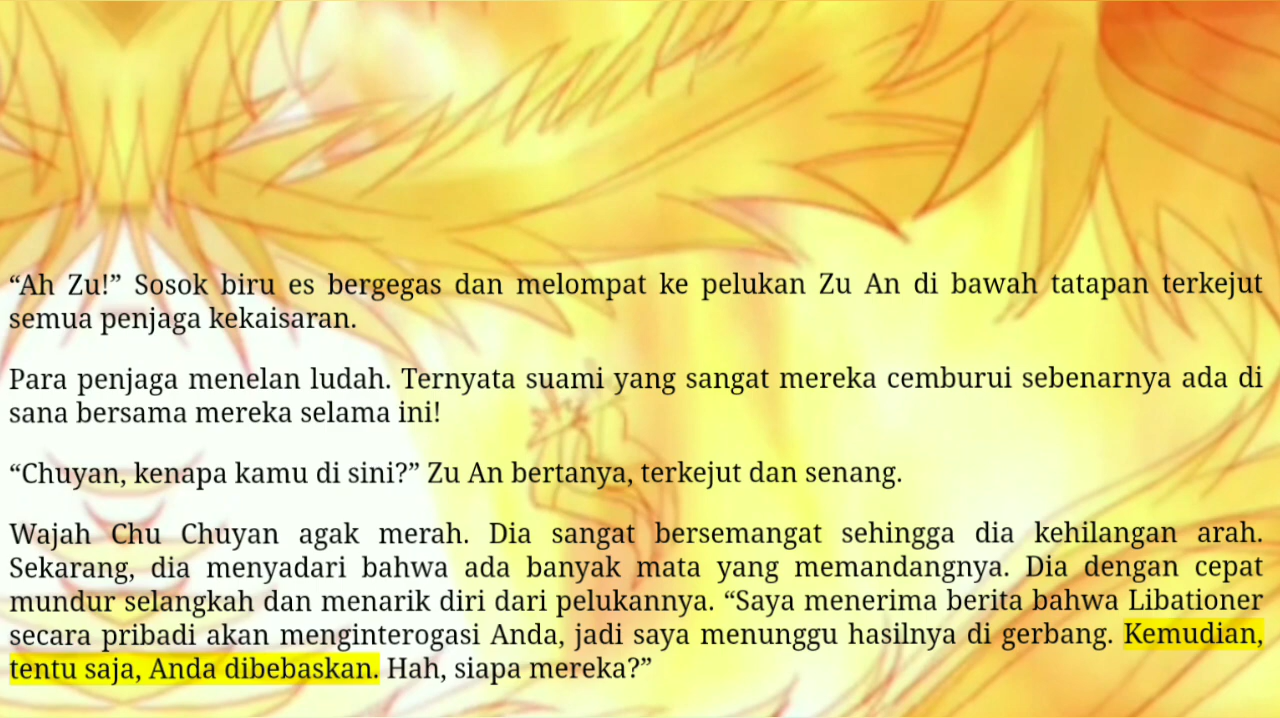 “Ah Zu!” Sosok biru es bergegas dan melompat ke pelukan Zu An di bawah tatapan terkejut
semua penjaga kekaisaran.
Para penjaga menelan ludah. Ternyata suami yang sangat mereka cemburui sebenarnya ada di
sana bersama mereka selama ini!
“Chuyan, kenapa kamu di sini?” Zu An bertanya, terkejut dan senang.
Wajah Chu Chuyan agak merah. Dia sangat bersemangat sehingga dia kehilangan arah.
Sekarang, dia menyadari bahwa ada banyak mata yang memandangnya. Dia dengan cepat
mundur selangkah dan menarik diri dari pelukannya. “Saya menerima berita bahwa Libationer
secara pribadi akan menginterogasi Anda, jadi saya menunggu hasilnya di gerbang. Kemudian,
tentu saja, Anda dibebaskan. Hah, siapa mereka?”